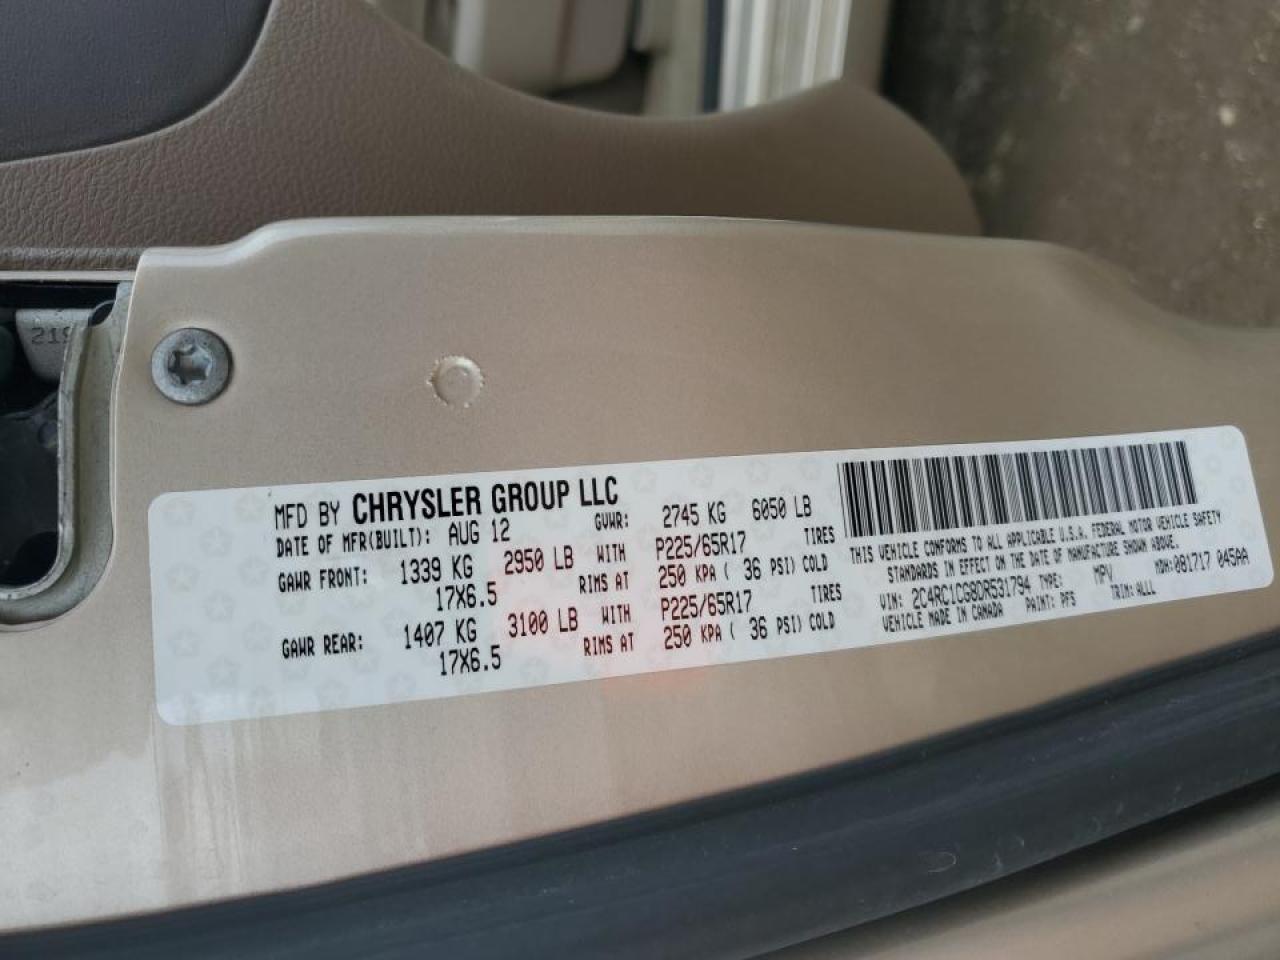 219
MFD BY CHRYSLER GROUP LLC
DATE OF MFR(BUILT): AUG 12 GVWR: 2745 KG 6050 LB
GAWR FRONT: 1339 KG 2950 LB WITH P225/65R17 TIRES
17X6.5 RIMS AT 250 KPA ( 36 PSI) COLD
GAWR REAR: 1407 KG 3100 LB WITH P225/65R17 TIRES
17X6.5 RIMS AT 250 KPA ( 36 PSI) COLD
THIS VEHICLE CONFORMS TO ALL APPLICABLE U.S.A. FEDERAL MOTOR VEHICLE SAFETY
STANDARDS IN EFFECT ON THE DATE OF MANUFACTURE SHOWN ABOVE.
VIN: 2C4RC1CG8DR531794 TYPE: MPV MDH: 081717 045AA
VEHICLE MADE IN CANADA PAINT: PFS TRIM: ALLL